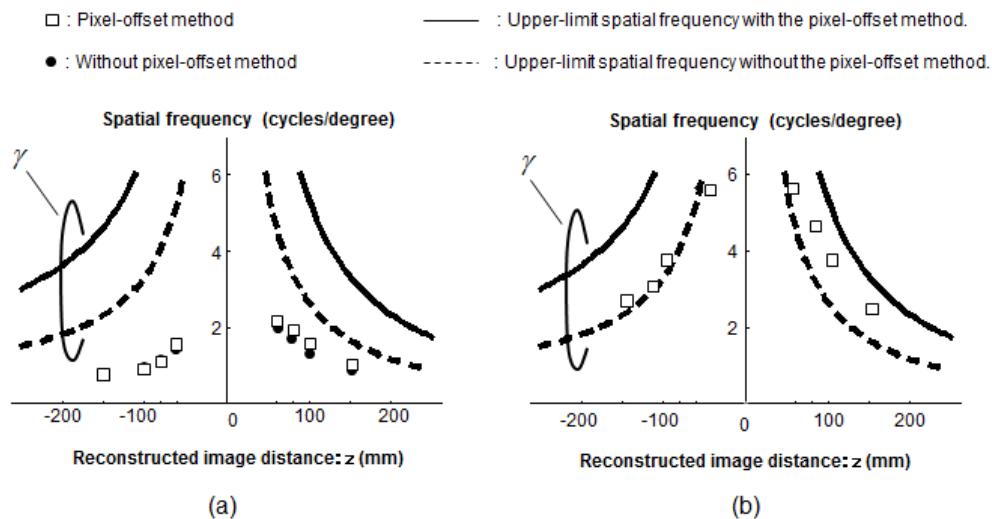 □ : Pixel-offset method
● : Without pixel-offset method
: Upper-limit spatial frequency with the pixel-offset method.
: Upper-limit spatial frequency without the pixel-offset method.
Spatial frequency (cycles/degree)
γ
6
4
2
-200 -100 0 100 200
Reconstructed image distance: z (mm)
(a)
Spatial frequency (cycles/degree)
γ
6
4
2
-200 -100 0 100 200
Reconstructed image distance: z (mm)
(b)